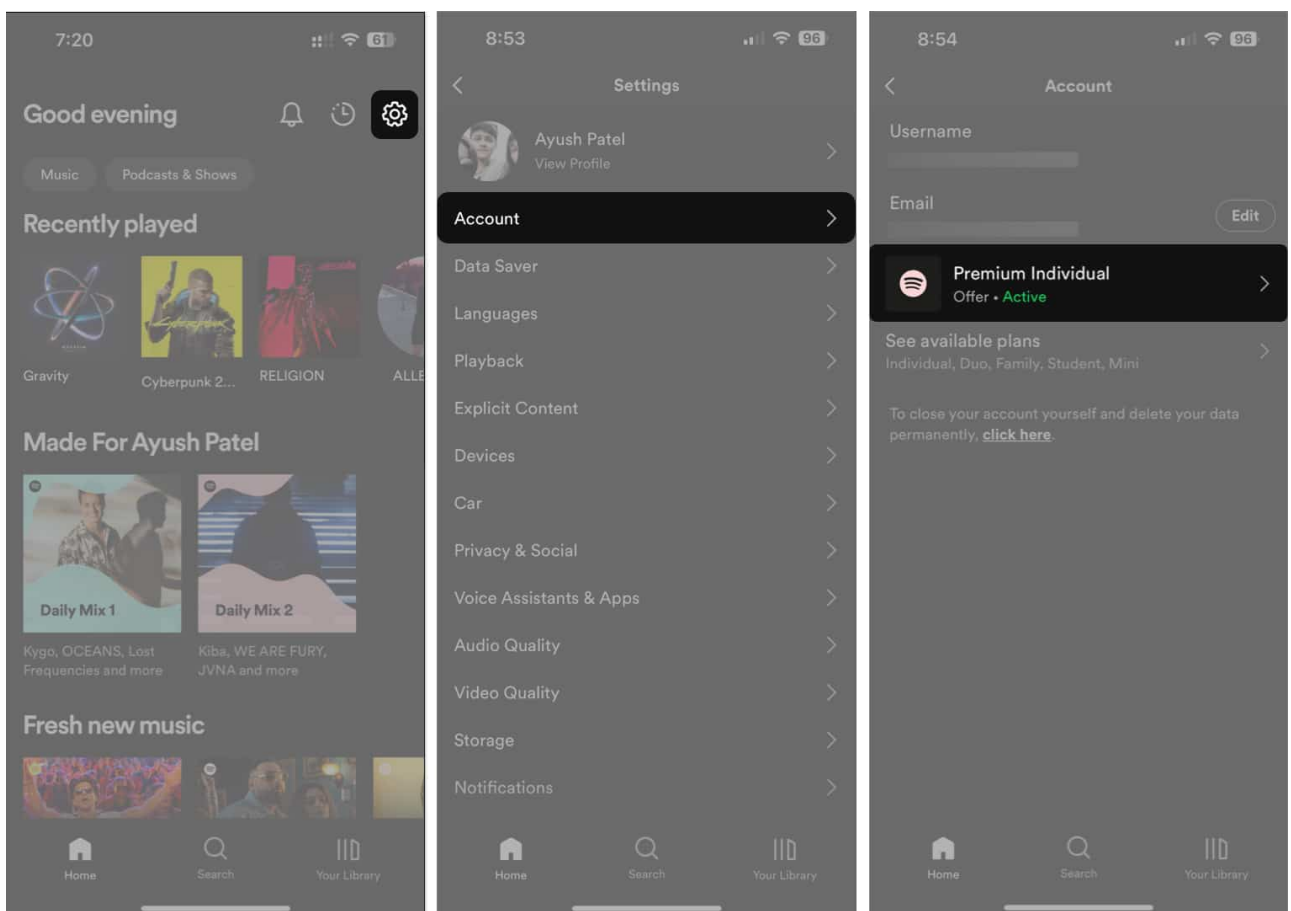 7:20
61
Good evening
Music
Podcasts & Shows
Recently played
Gravity
Cyberpunk 2...
RELIGION
ALLE
Made For Ayush Patel
Daily Mix 1
Daily Mix 2
Kygo, OCEANS, Lost
Frequencies and more
Kiba, WE ARE FURY,
JVNA and more
Fresh new music
Home
Search
Your Library
8:53
96
Settings
Ayush Patel
View Profile
Account
Data Saver
Languages
Playback
Explicit Content
Devices
Car
Privacy & Social
Voice Assistants & Apps
Audio Quality
Video Quality
Storage
Notifications
Home
Search
Your Library
8:54
96
Account
Username
Email
Edit
Premium Individual
Offer • Active
See available plans
Individual, Duo, Family, Student, Mini
To close your account yourself and delete your data
permanently, click here.
Home
Search
Your Library